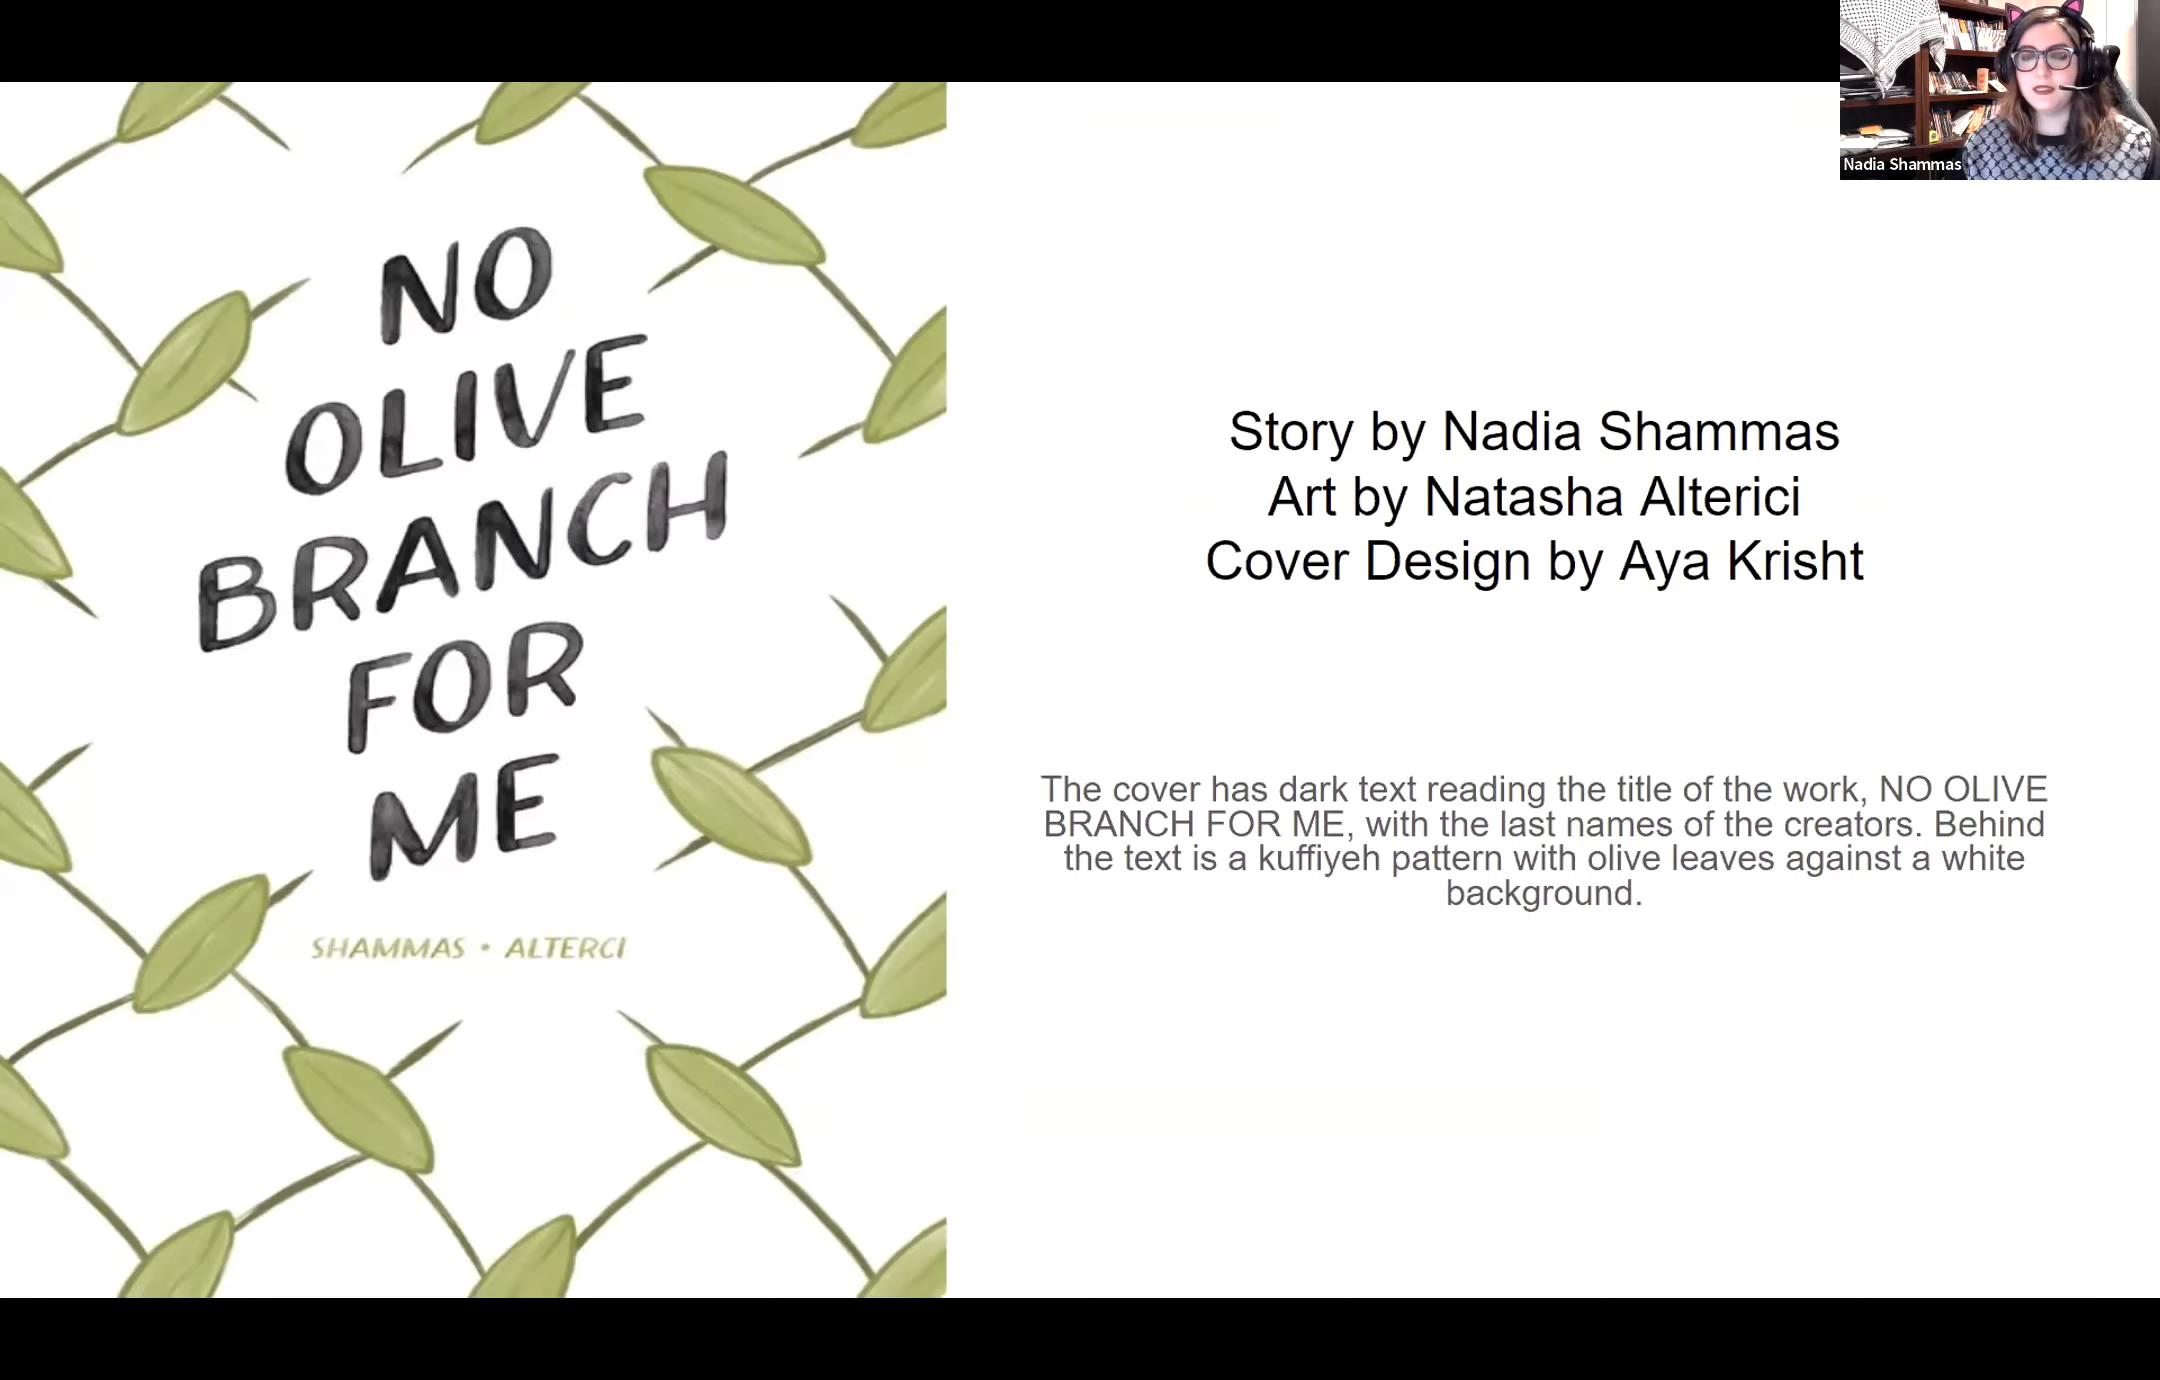 NO
OLIVE
BRANCH
FOR
ME
SHAMMAS • ALTERCI
Nadia Shammas
Story by Nadia Shammas
Art by Natasha Alterici
Cover Design by Aya Krisht
The cover has dark text reading the title of the work, NO OLIVE
BRANCH FOR ME, with the last names of the creators. Behind
the text is a kuffiyeh pattern with olive leaves against a white
background.